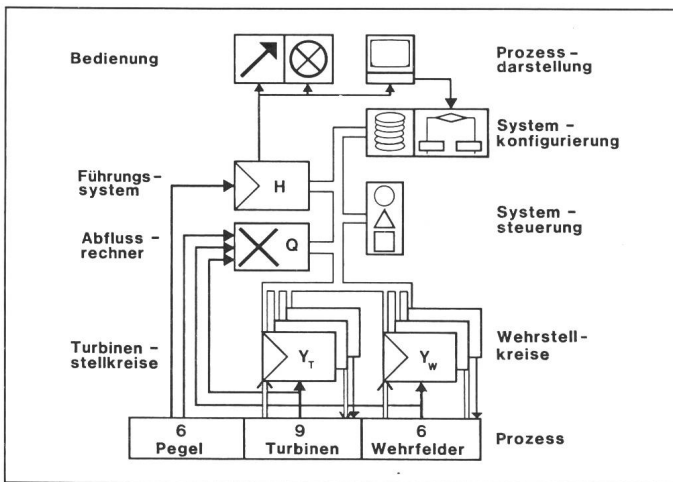 Bedienung
Prozess-
darstellung
System-
konfigurierung
Führungs-
system
H
System-
steuerung
Abfluss-
rechner
Q
Turbinen-
stellkreise
Y_T
Y_W
Wehrstell-
kreise
6
Pegel
9
Turbinen
6
Wehrfelder
Prozess